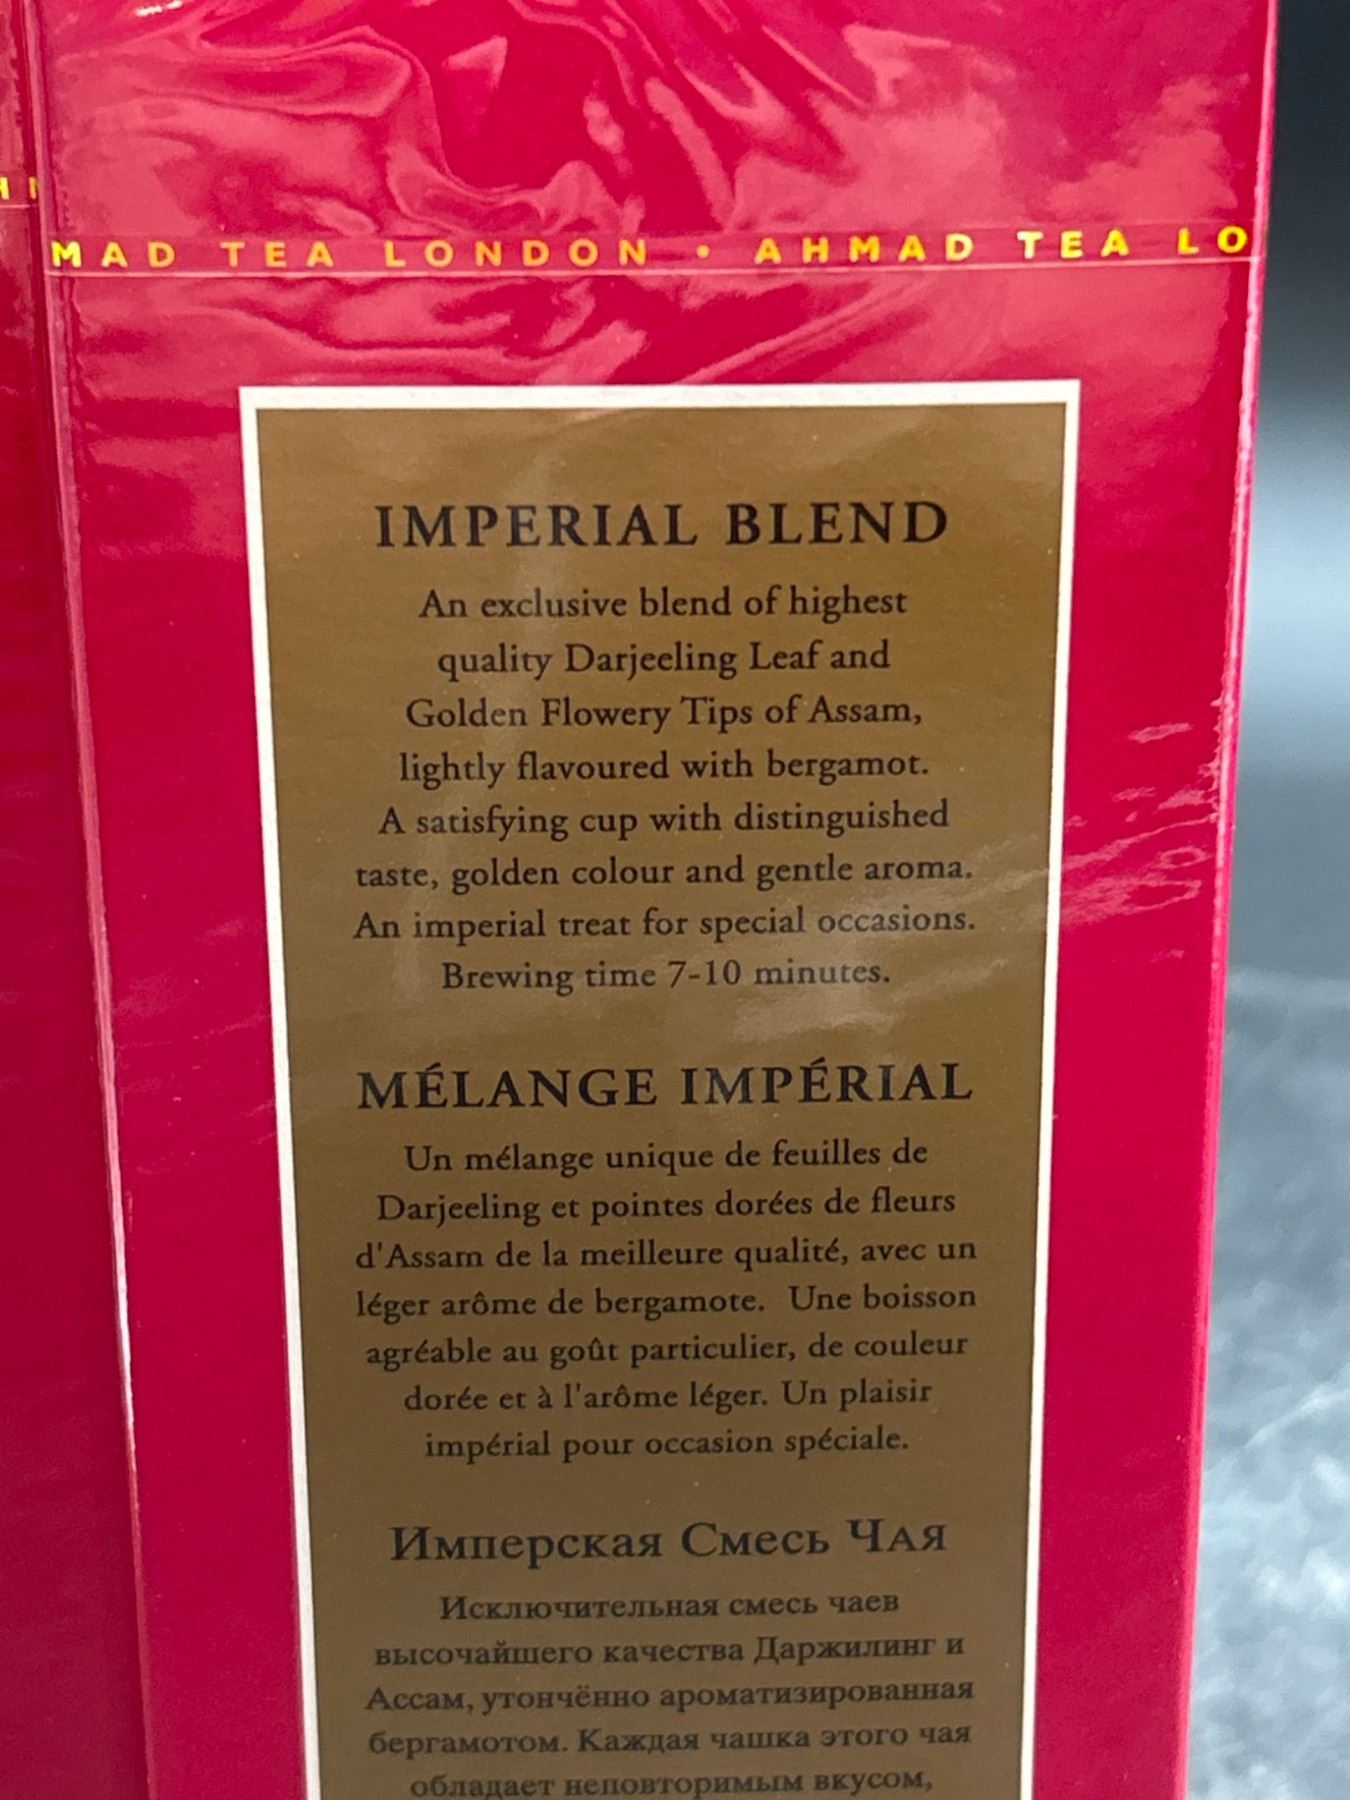 MAD TEA LONDON • AHMAD TEA LO
IMPERIAL BLEND
An exclusive blend of highest
quality Darjeeling Leaf and
Golden Flowery Tips of Assam,
lightly flavoured with bergamot.
A satisfying cup with distinguished
taste, golden colour and gentle aroma.
An imperial treat for special occasions.
Brewing time 7-10 minutes.
MÉLANGE IMPÉRIAL
Un mélange unique de feuilles de
Darjeeling et pointes dorées de fleurs
d'Assam de la meilleure qualité, avec un
léger arôme de bergamote. Une boisson
agréable au goût particulier, de couleur
dorée et à l'arôme léger. Un plaisir
impérial pour occasion spéciale.
Имперская Смесь Чая
Исключительная смесь чаев
высочайшего качества Даржилинг и
Ассам, утончённо ароматизированная
бергамотом. Каждая чашка этого чая
обладает неповторимым вкусом,